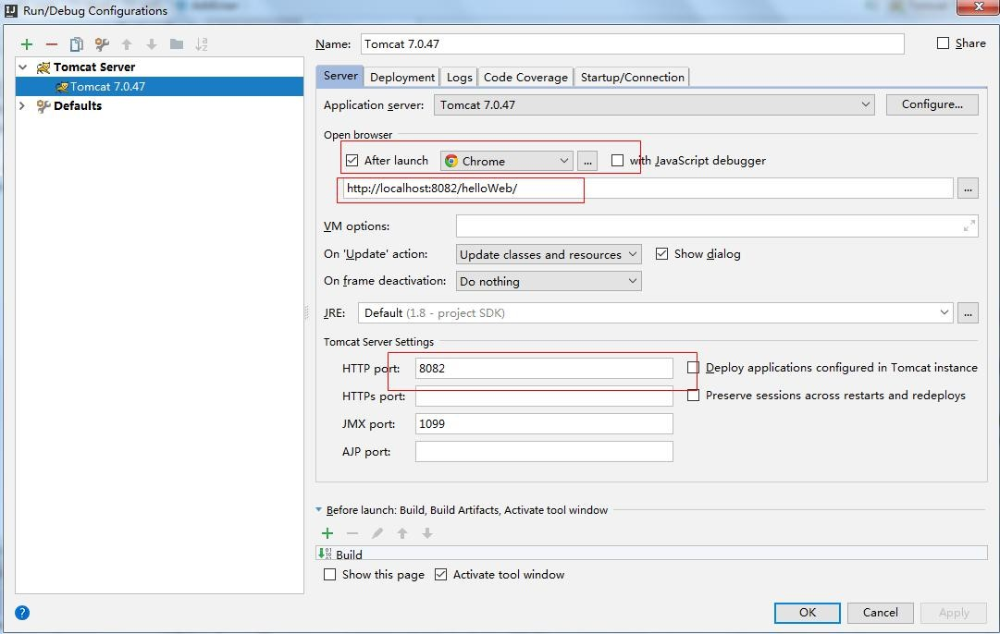 Run/Debug Configurations
Name: Tomcat 7.0.47 Share
Tomcat Server
Tomcat 7.0.47
Defaults
Server Deployment Logs Code Coverage Startup/Connection
Application server: Tomcat 7.0.47 Configure...
Open browser
After launch Chrome ... with JavaScript debugger
http://localhost:8082/helloWeb/ ...
VM options:
On 'Update' action: Update classes and resources Show dialog
On frame deactivation: Do nothing
JRE: Default (1.8 - project SDK) ...
Tomcat Server Settings
HTTP port: 8082 Deploy applications configured in Tomcat instance
HTTPs port: Preserve sessions across restarts and redeploys
JMX port: 1099
AJP port:
Before launch: Build, Build Artifacts, Activate tool window
Build
Show this page Activate tool window
? OK Cancel Apply